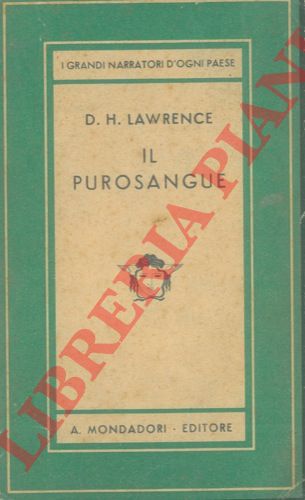 I GRANDI NARRATORI D'OGNI PAESE
D. H. LAWRENCE
IL
PUROSANGUE
A. MONDADORI - EDITORE
LIBRERIA PIANI